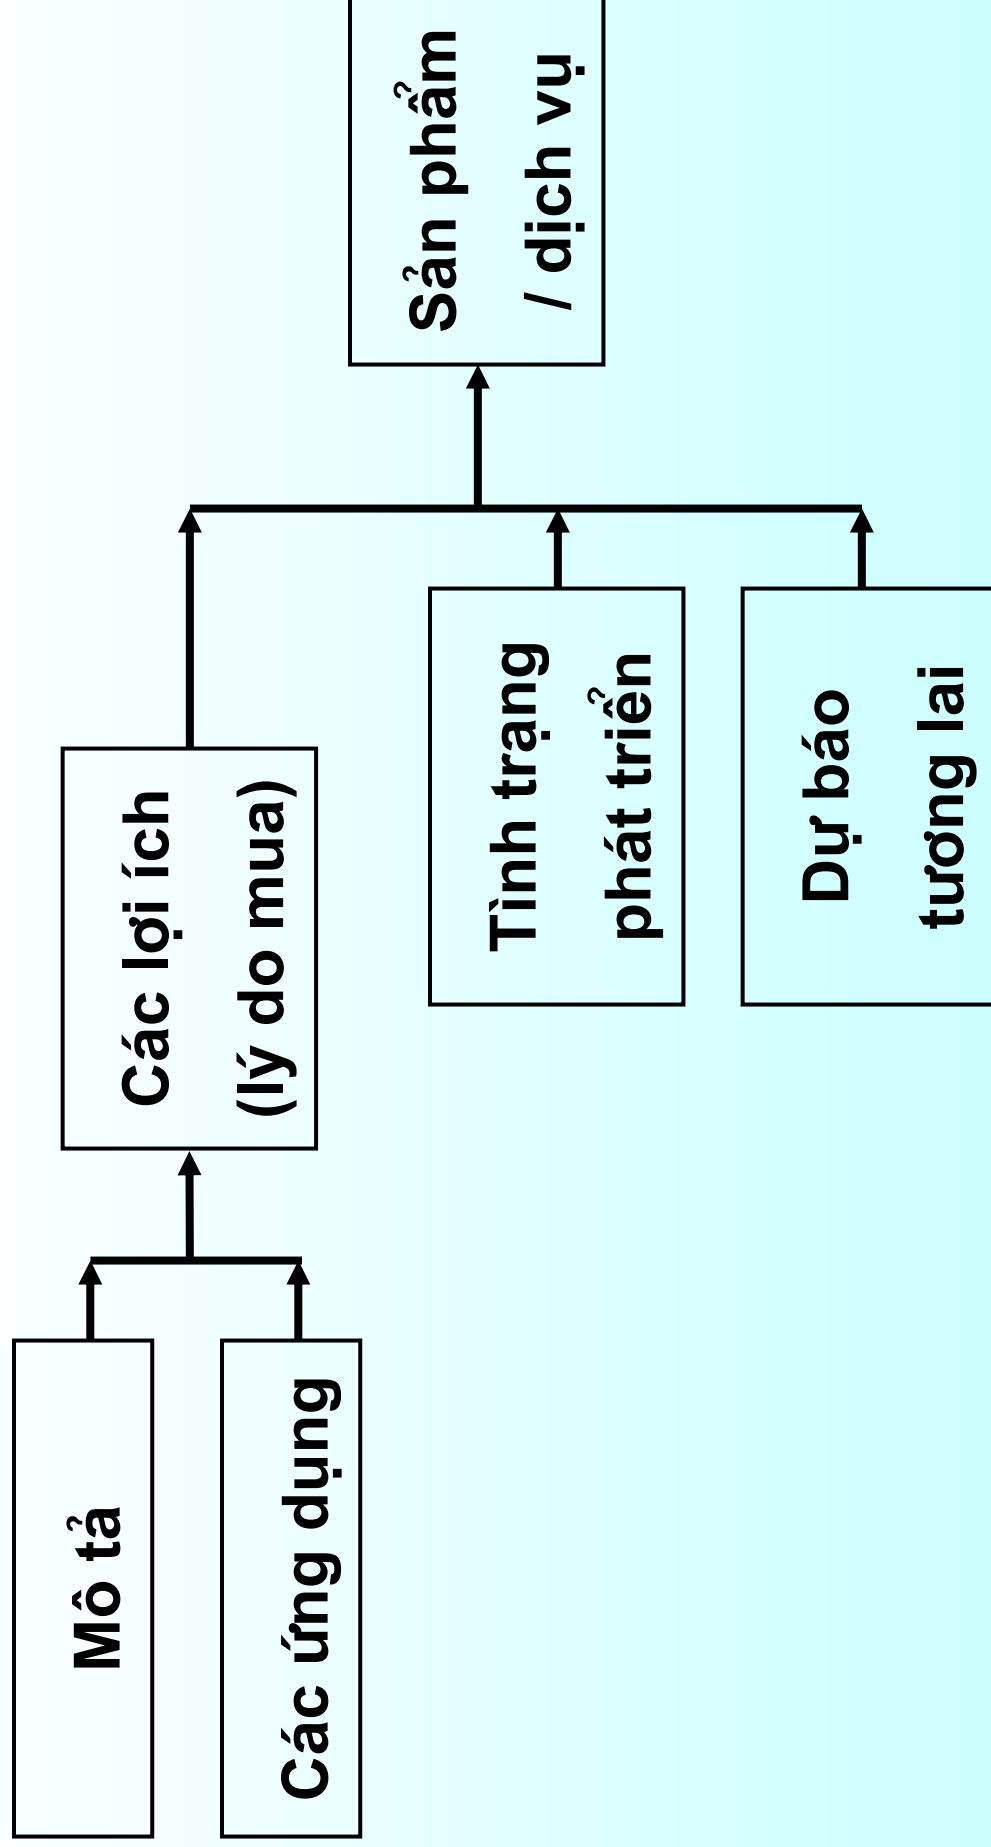 Mô tả
Các ứng dụng
Các lợi ích
(lý do mua)
Tình trạng
phát triển
Dự báo
tương lai
Sản phẩm
/ dịch vụ